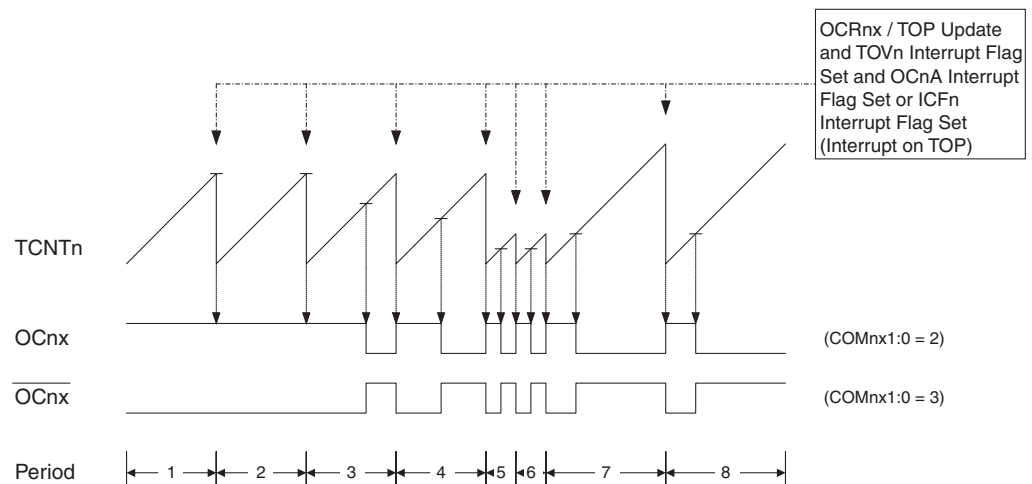 OCRnx / TOP Update
and TOVn Interrupt Flag
Set and OCnA Interrupt
Flag Set or ICFn
Interrupt Flag Set
(Interrupt on TOP)
TCNTn
OCnx
(COMnx1:0 = 2)
OCnx
(COMnx1:0 = 3)
Period
1 2 3 4 5 6 7 8